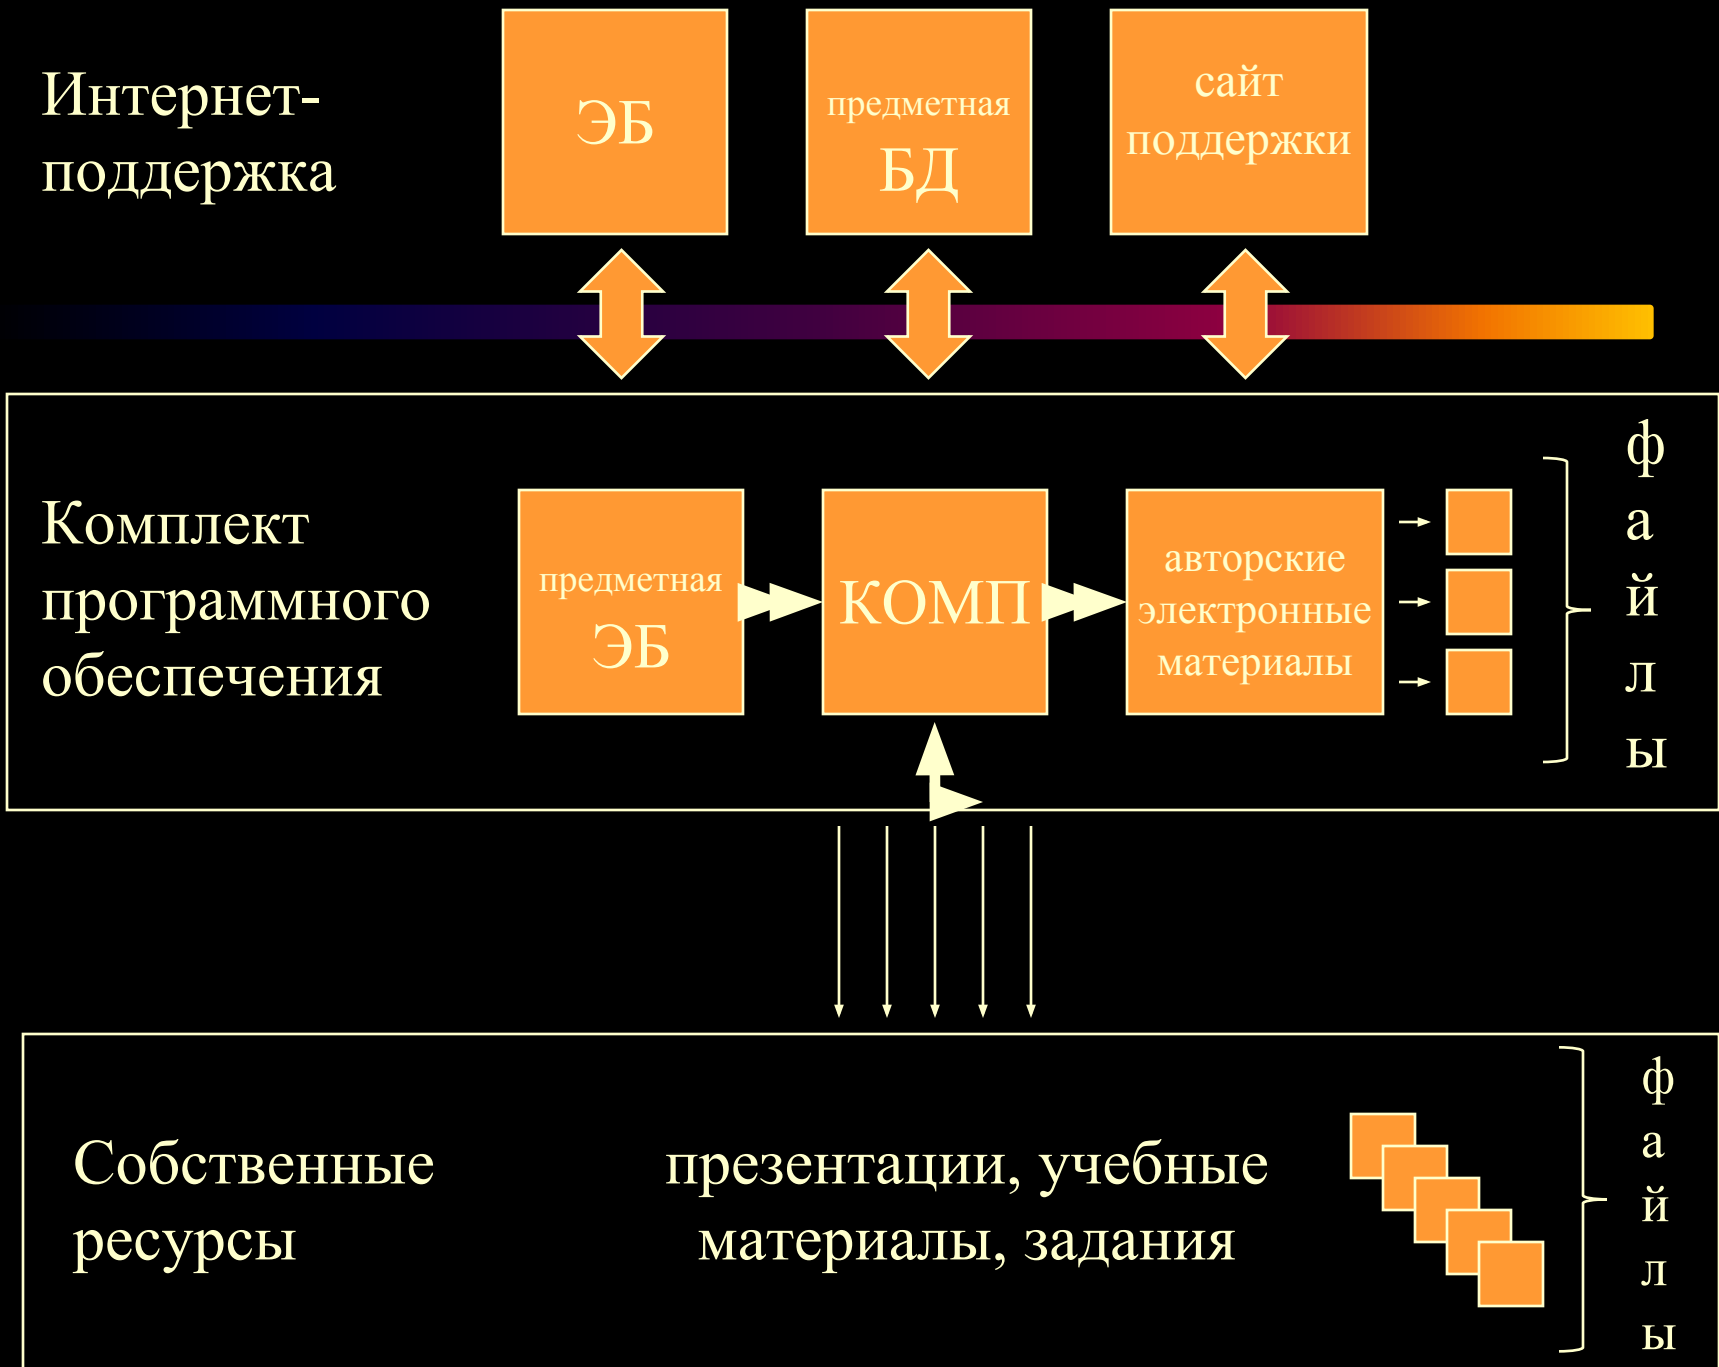 Интернет-
поддержка
ЭБ
предметная
БД
сайт
поддержки
Комплект
программного
обеспечения
предметная
ЭБ
КОМП
авторские
электронные
материалы
ф
а
й
л
ы
Собственные
ресурсы
презентации, учебные
материалы, задания
ф
а
й
л
ы